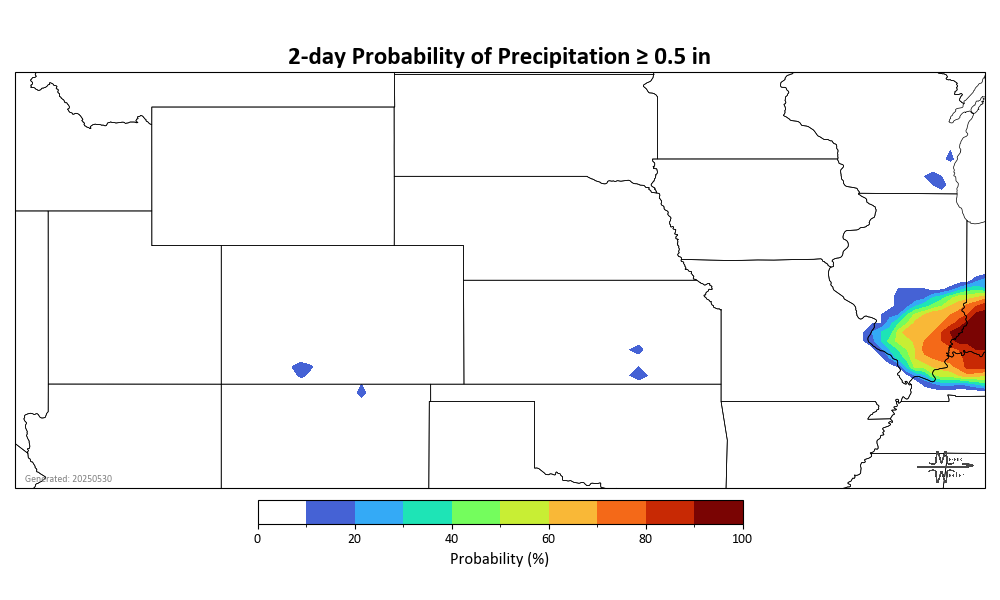 2-day Probability of Precipitation ≥ 0.5 in
Generated: 20250530
0 20 40 60 80 100
Probability (%)